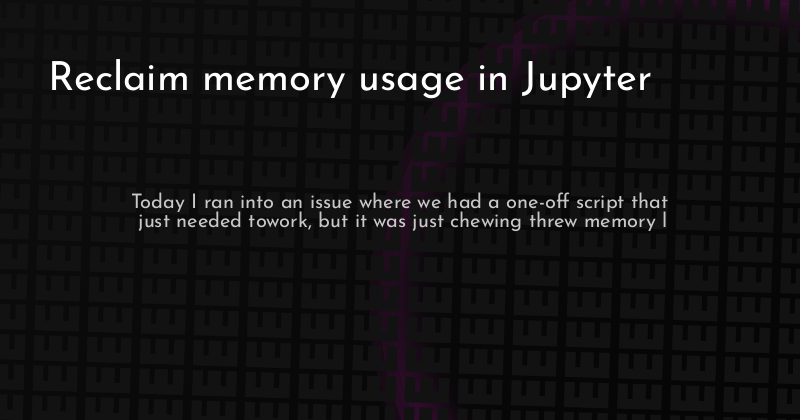 Reclaim memory usage in Jupyter
Today I ran into an issue where we had a one-off script that
just needed towork, but it was just chewing threw memory l